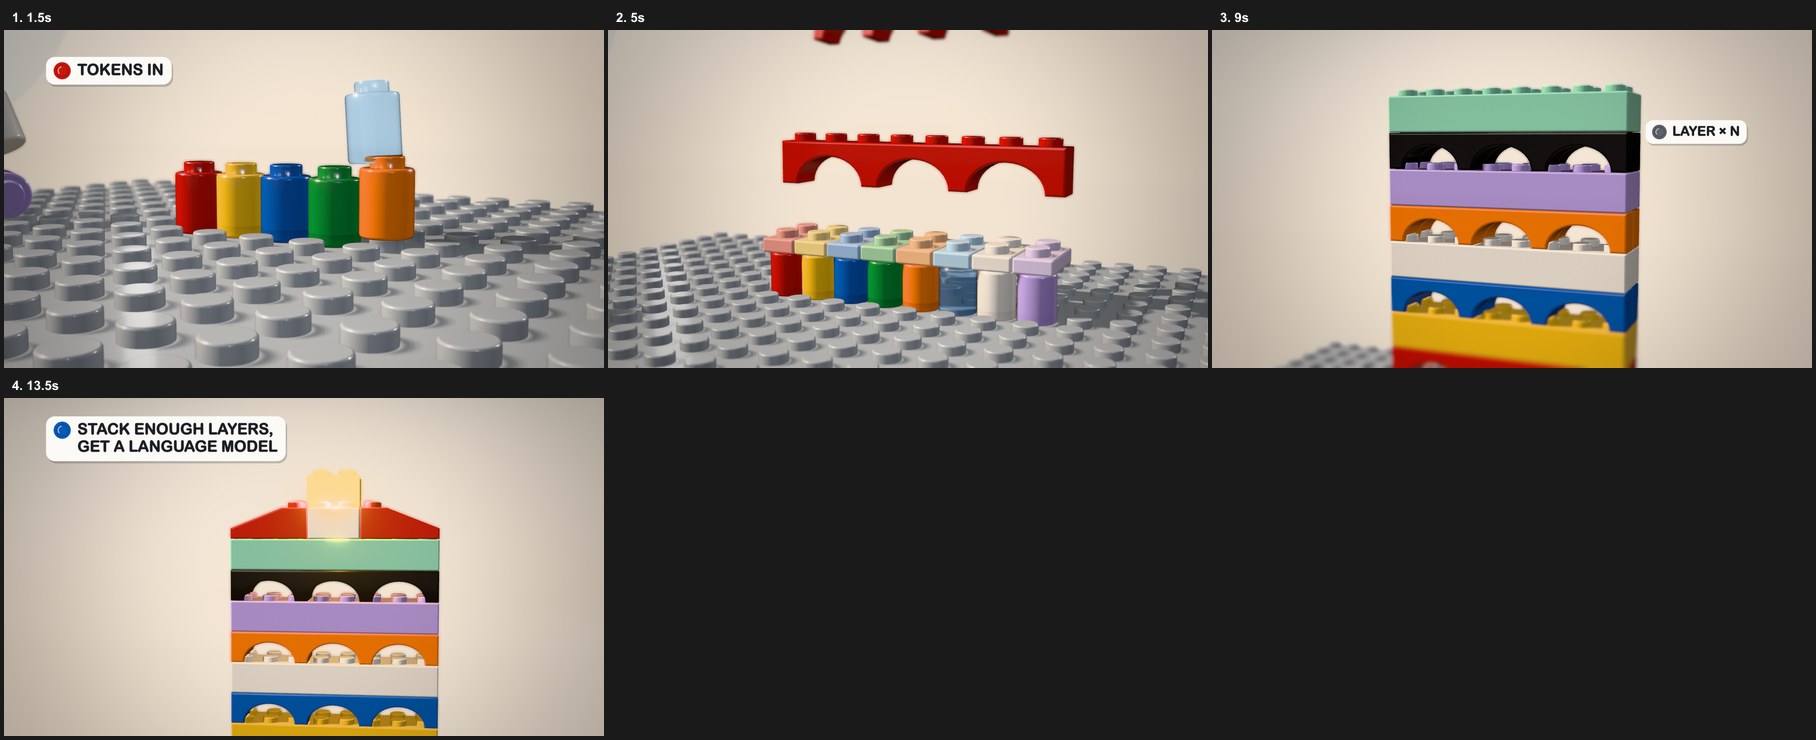 1. 1.5s
TOKENS IN
2. 5s
3. 9s
LAYER × N
4. 13.5s
STACK ENOUGH LAYERS,
GET A LANGUAGE MODEL